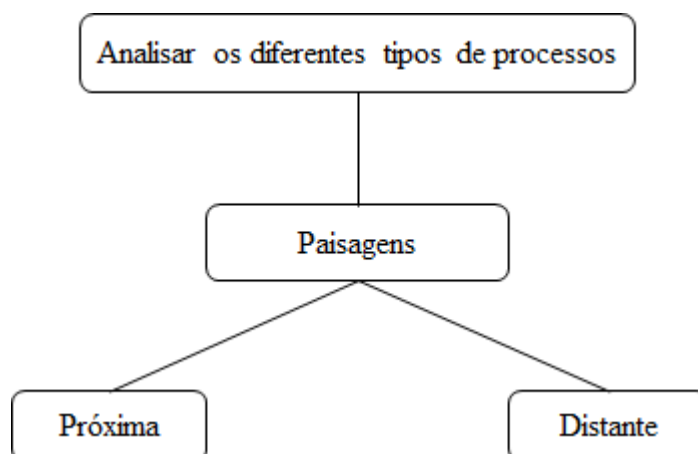 Analisar os diferentes tipos de processos
Paisagens
Próxima
Distante